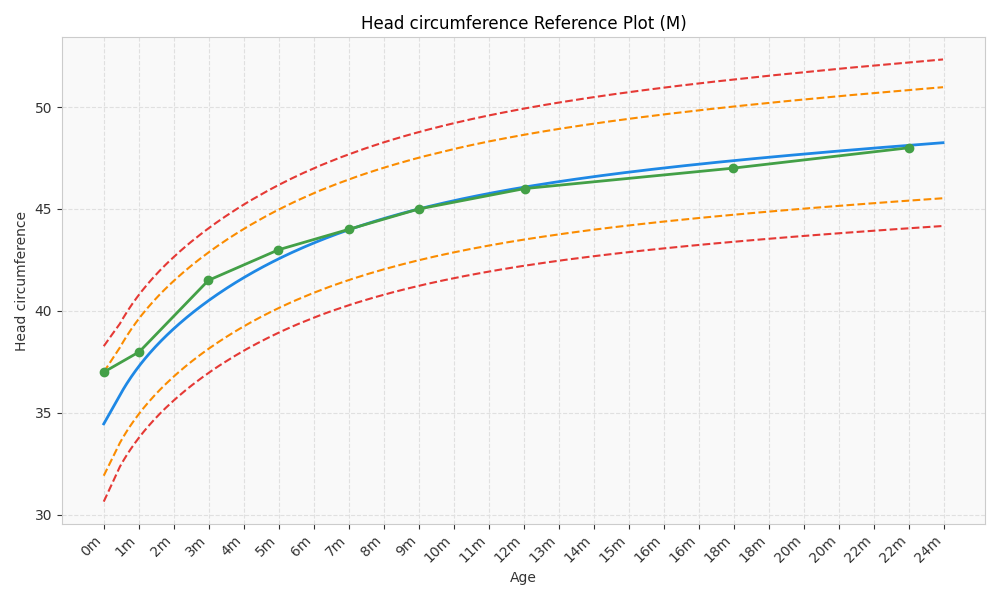 Head circumference Reference Plot (M)
Head circumference
50
45
40
35
30
0m
1m
2m
3m
4m
5m
6m
7m
8m
9m
10m
11m
12m
13m
14m
15m
16m
16m
18m
18m
20m
20m
22m
22m
24m
Age